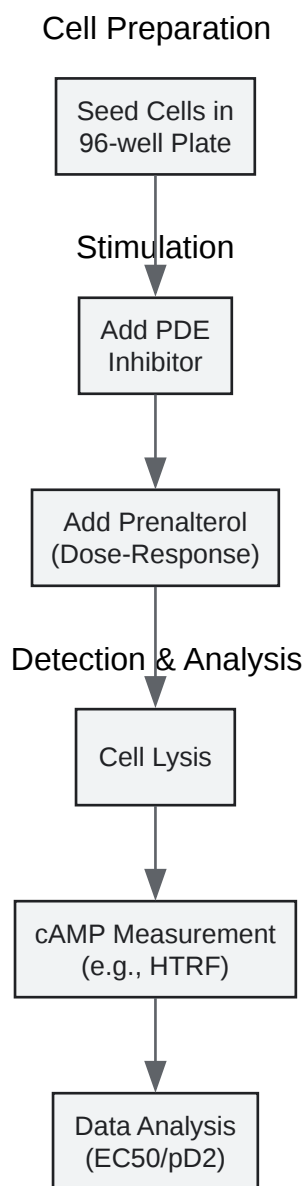 Cell Preparation
Seed Cells in
96-well Plate
Stimulation
Add PDE
Inhibitor
Add Prenalterol
(Dose-Response)
Detection & Analysis
Cell Lysis
cAMP Measurement
(e.g., HTRF)
Data Analysis
(EC50/pD2)